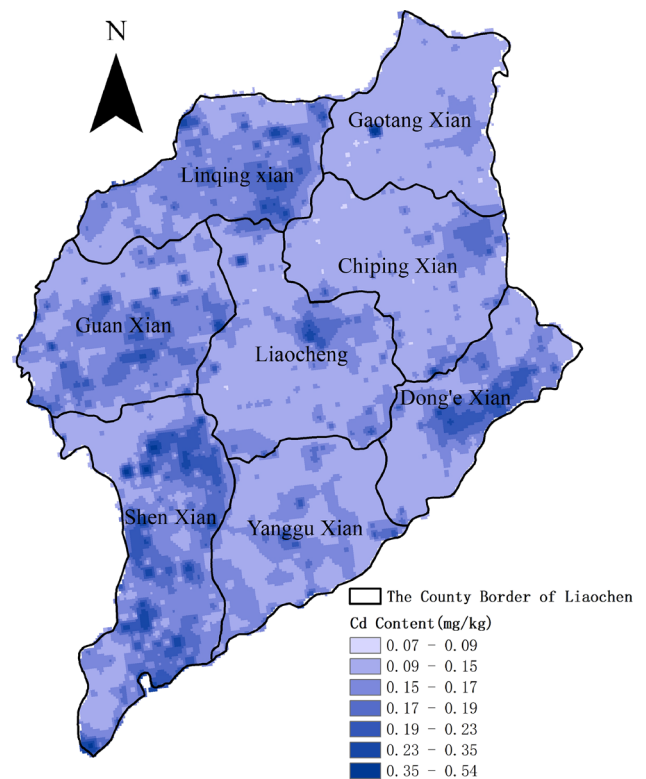 N
Gaotang Xian
Linqing xian
Chiping Xian
Guan Xian
Liaocheng
Dong'e Xian
Shen Xian
Yanggu Xian
The County Border of Liaochen
Cd Content(mg/kg)
0.07 - 0.09
0.09 - 0.15
0.15 - 0.17
0.17 - 0.19
0.19 - 0.23
0.23 - 0.35
0.35 - 0.54